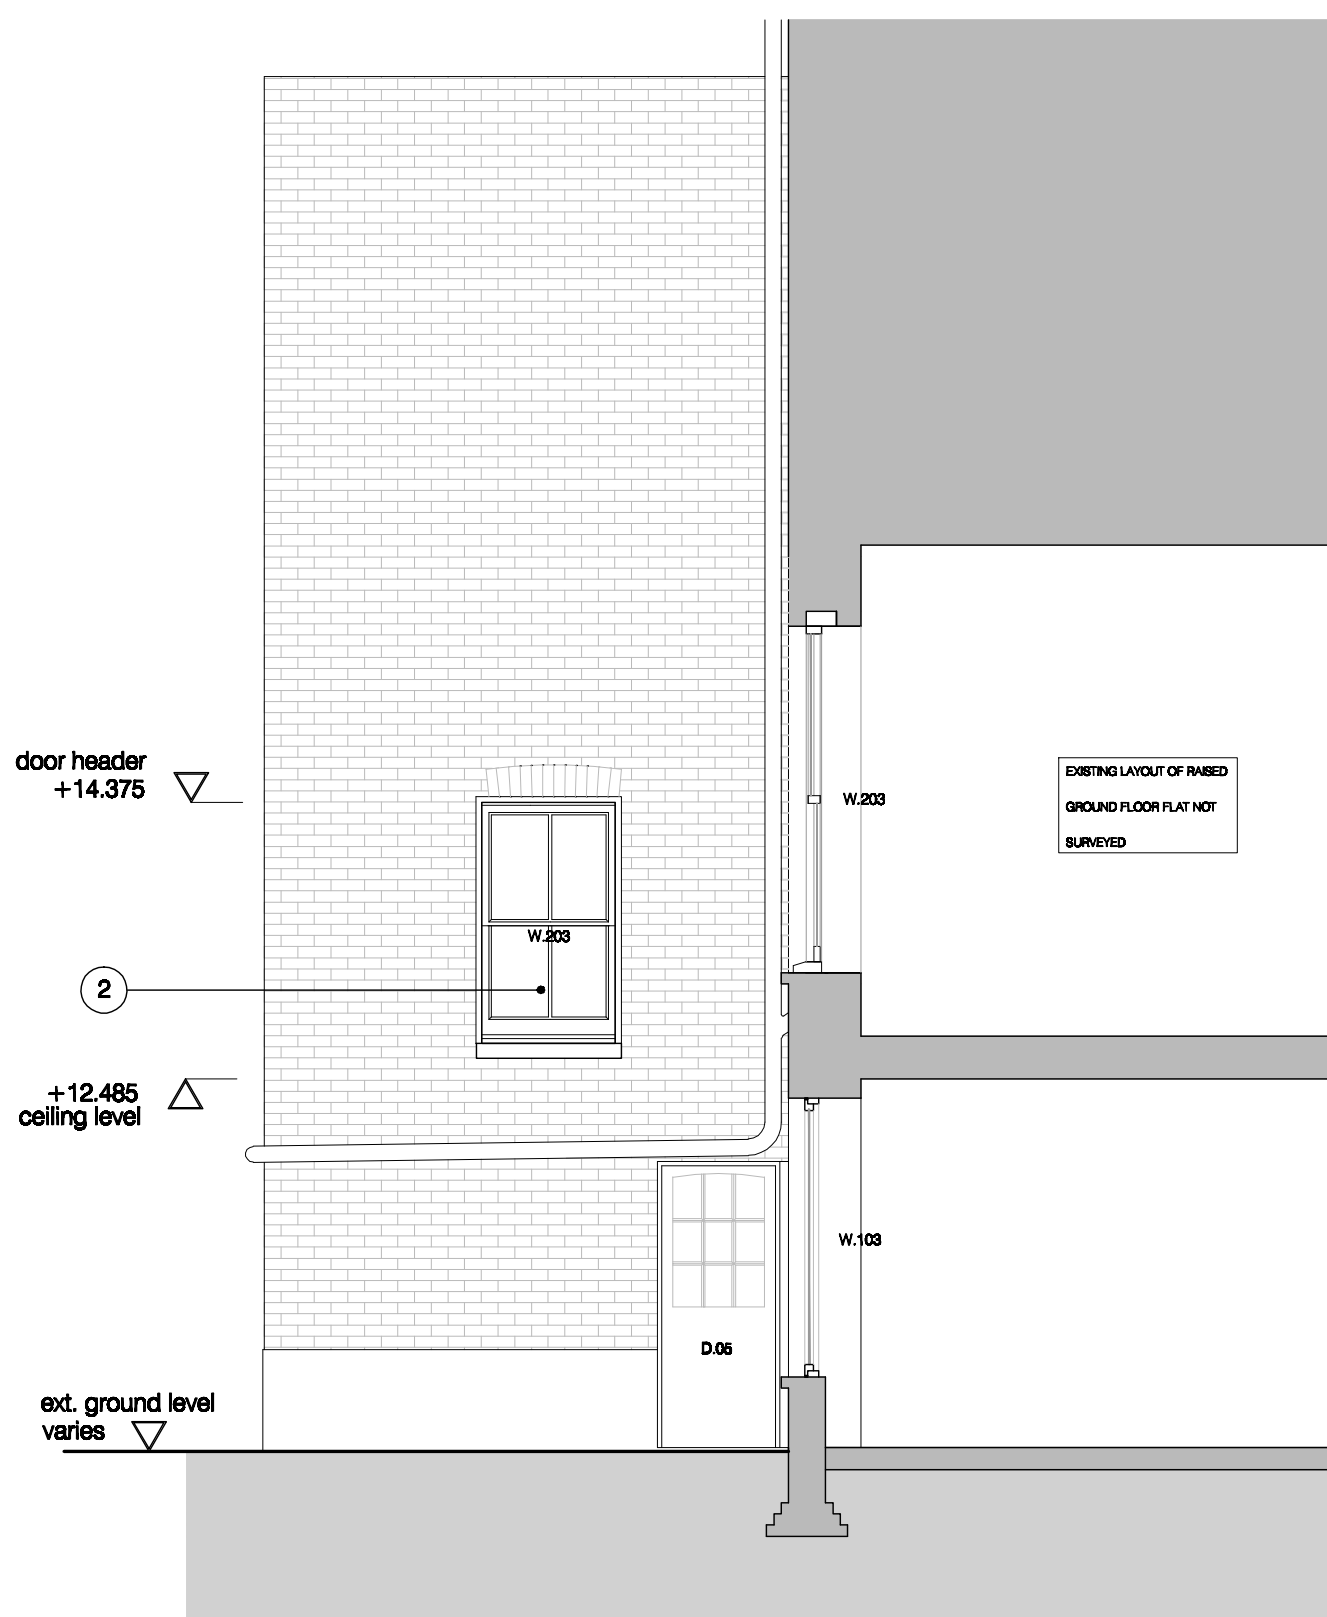 door header
+14.375
W.203
EXISTING LAYOUT OF RAISED
GROUND FLOOR FLAT NOT
SURVEYED
W.203
2
+12.485
ceiling level
W.103
D.05
ext. ground level
varies